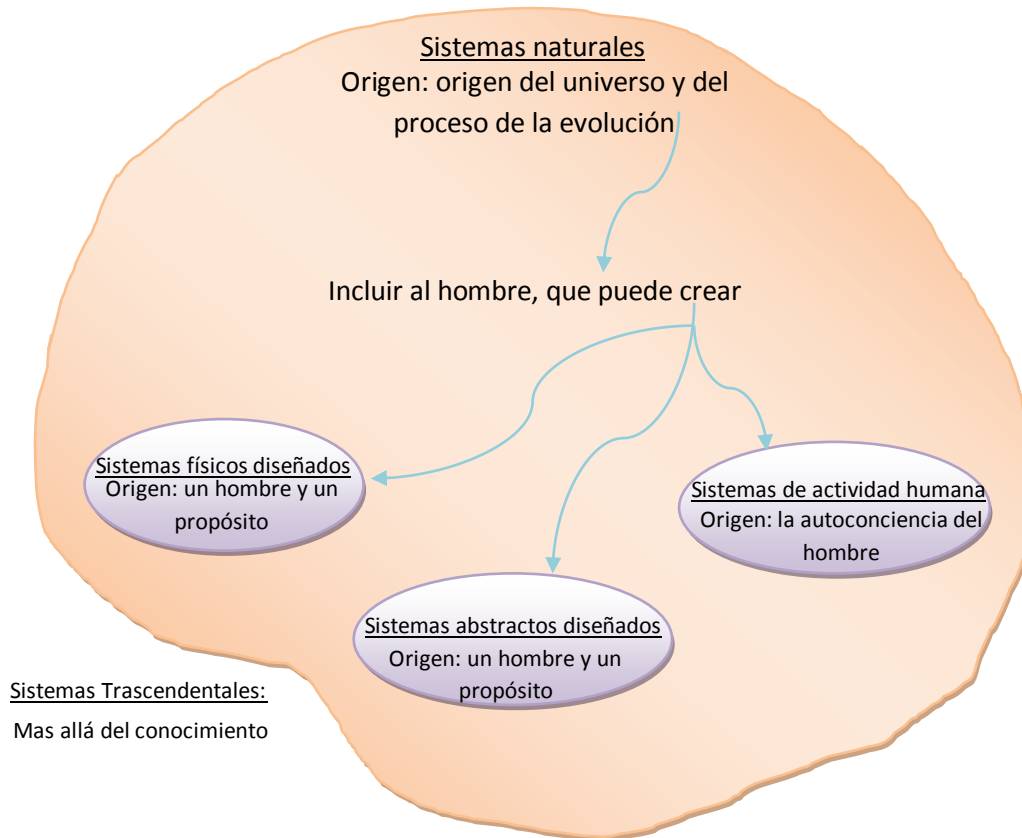 Sistemas naturales
Origen: origen del universo y del
proceso de la evolución
Incluir al hombre, que puede crear
Sistemas físicos diseñados
Origen: un hombre y un
propósito
Sistemas de actividad humana
Origen: la autoconciencia del
hombre
Sistemas abstractos diseñados
Origen: un hombre y un
propósito
Sistemas Trascendentales:
Mas allá del conocimiento